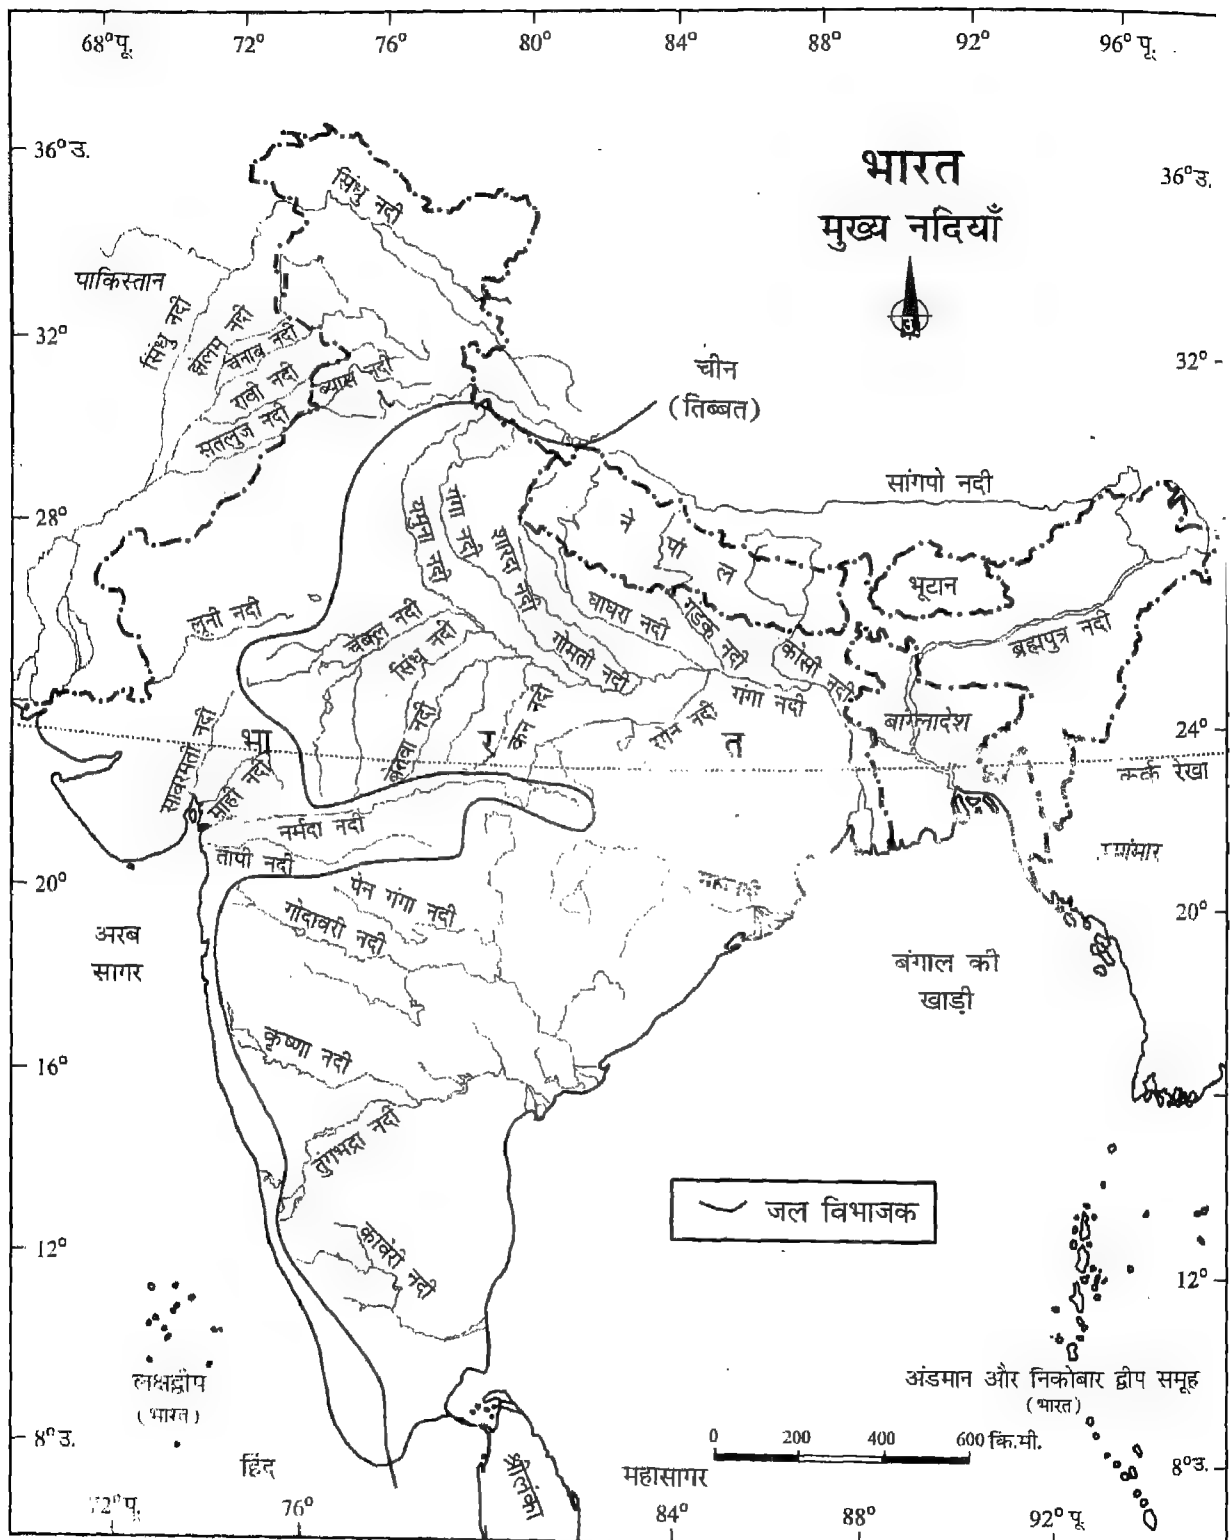 68° पू.
72°
76°
80°
84°
88°
92°
96° पू.
36° उ.
भारत
मुख्य नदियाँ
36° उ.
उ
सिंधु नदी
पाकिस्तान
सिंधु नदी
झेलम नदी
चेनाब नदी
रावी नदी
ब्यास नदी
सतलुज नदी
32°
32°
चीन
(तिब्बत)
सांगपो नदी
28°
यमुना नदी
गंगा नदी
शारदा नदी
ने पा ल
भूटान
ब्रह्मपुत्र नदी
लूनी नदी
चंबल नदी
सिंधु नदी
घाघरा नदी
गोमती नदी
गंडक नदी
कोसी नदी
गंगा नदी
बांग्लादेश
24°
साबरमती नदी
माही नदी
बेतवा नदी
केन नदी
भा र त
कर्क रेखा
नर्मदा नदी
तापी नदी
20°
पेन गंगा नदी
गोदावरी नदी
20°
अरब
सागर
बंगाल की
खाड़ी
कृष्णा नदी
16°
तुंगभद्रा नदी
जल विभाजक
12°
कावेरी नदी
12°
लक्षद्वीप
(भारत)
अंडमान और निकोबार द्वीप समूह
(भारत)
8° उ.
0 200 400 600 कि.मी.
8° उ.
हिंद
महासागर
श्रीलंका
72° पू.
76°
84°
88°
92° पू.